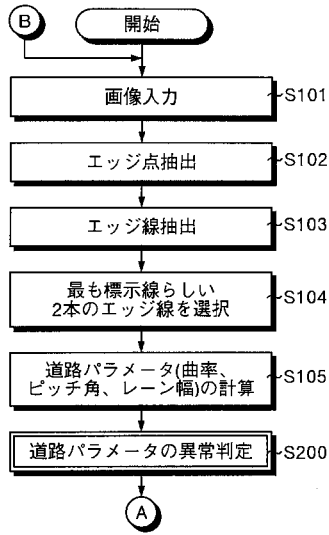 B
開始
画像入力
S101
エッジ点抽出
S102
エッジ線抽出
S103
最も標示線らしい
2本のエッジ線を選択
S104
道路パラメータ(曲率、
ピッチ角、レーン幅)の計算
S105
道路パラメータの異常判定
S200
A